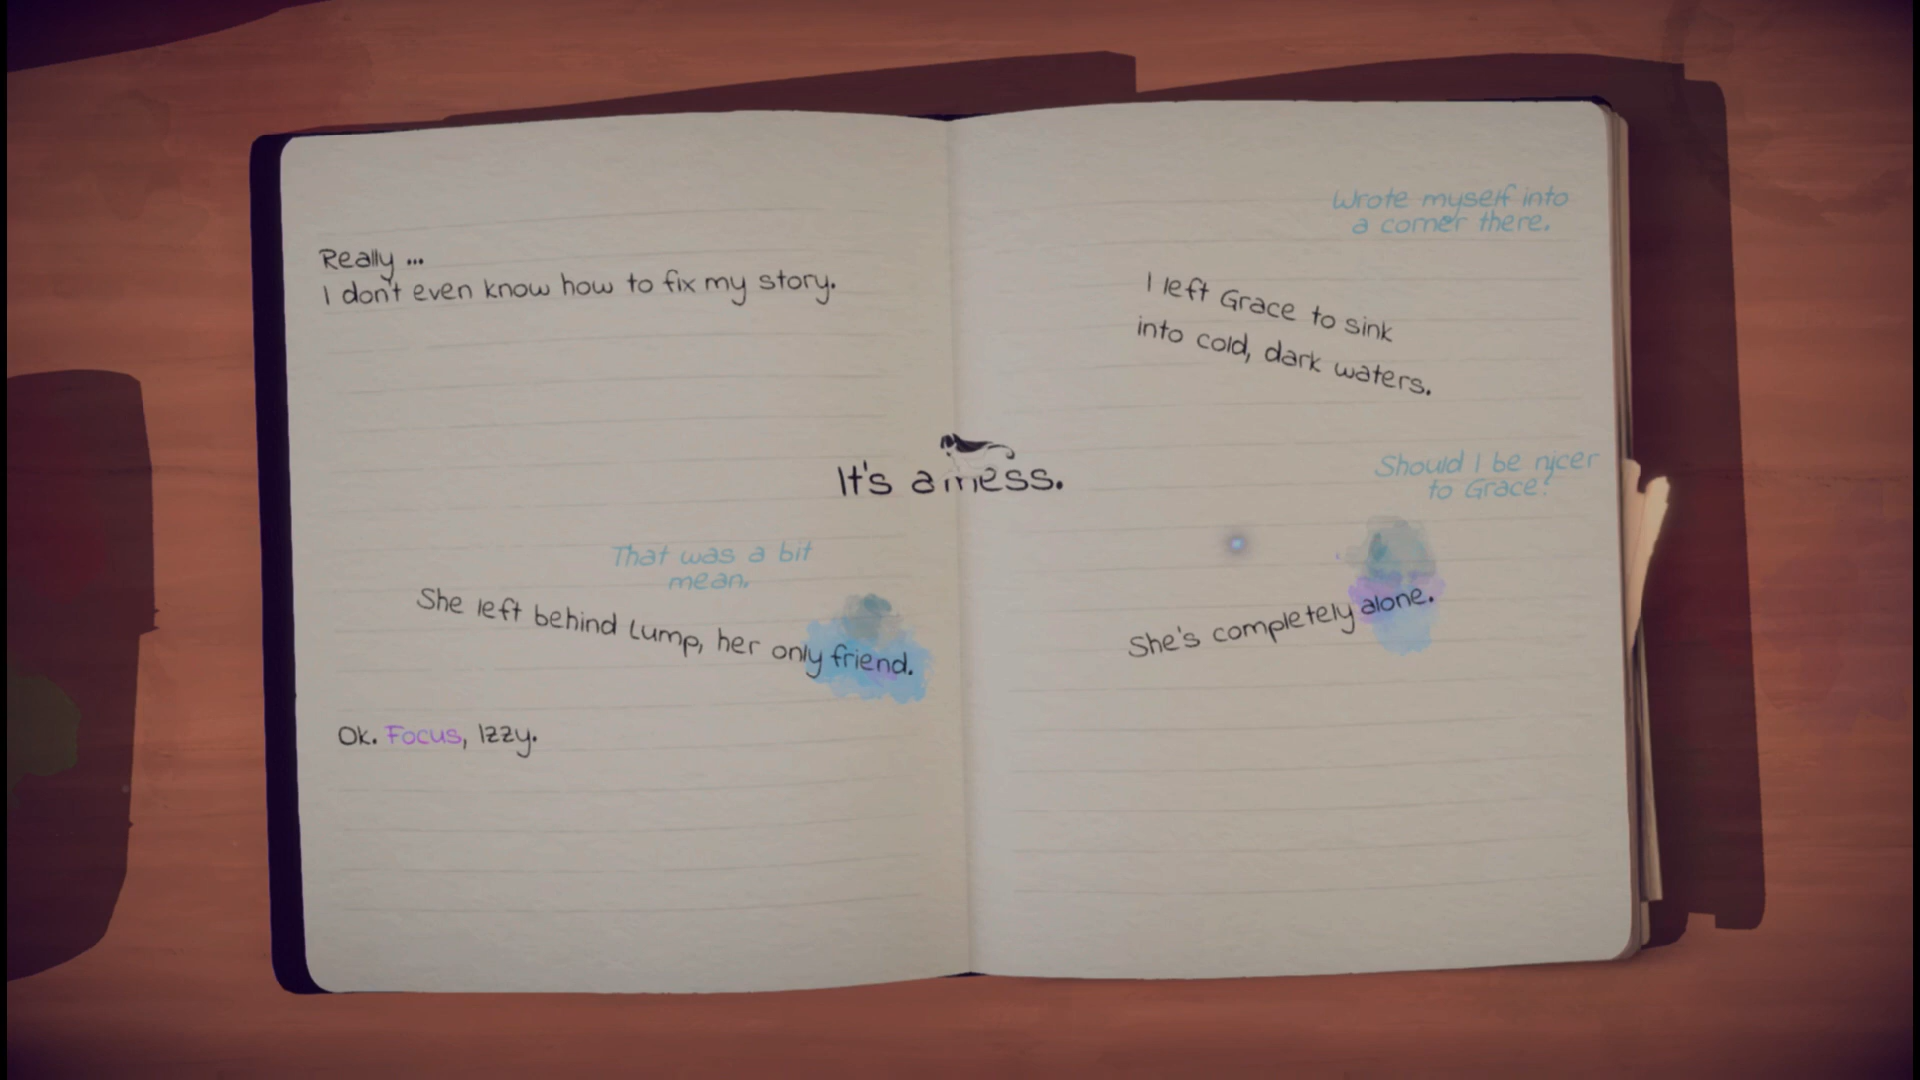 Really ...
I don't even know how to fix my story.
It's a mess.
That was a bit
mean.
She left behind Lump, her only friend.
Ok. Focus, Izzy.
Wrote myself into
a corner there.
I left Grace to sink
into cold, dark waters.
Should I be nicer
to Grace?
She's completely alone.